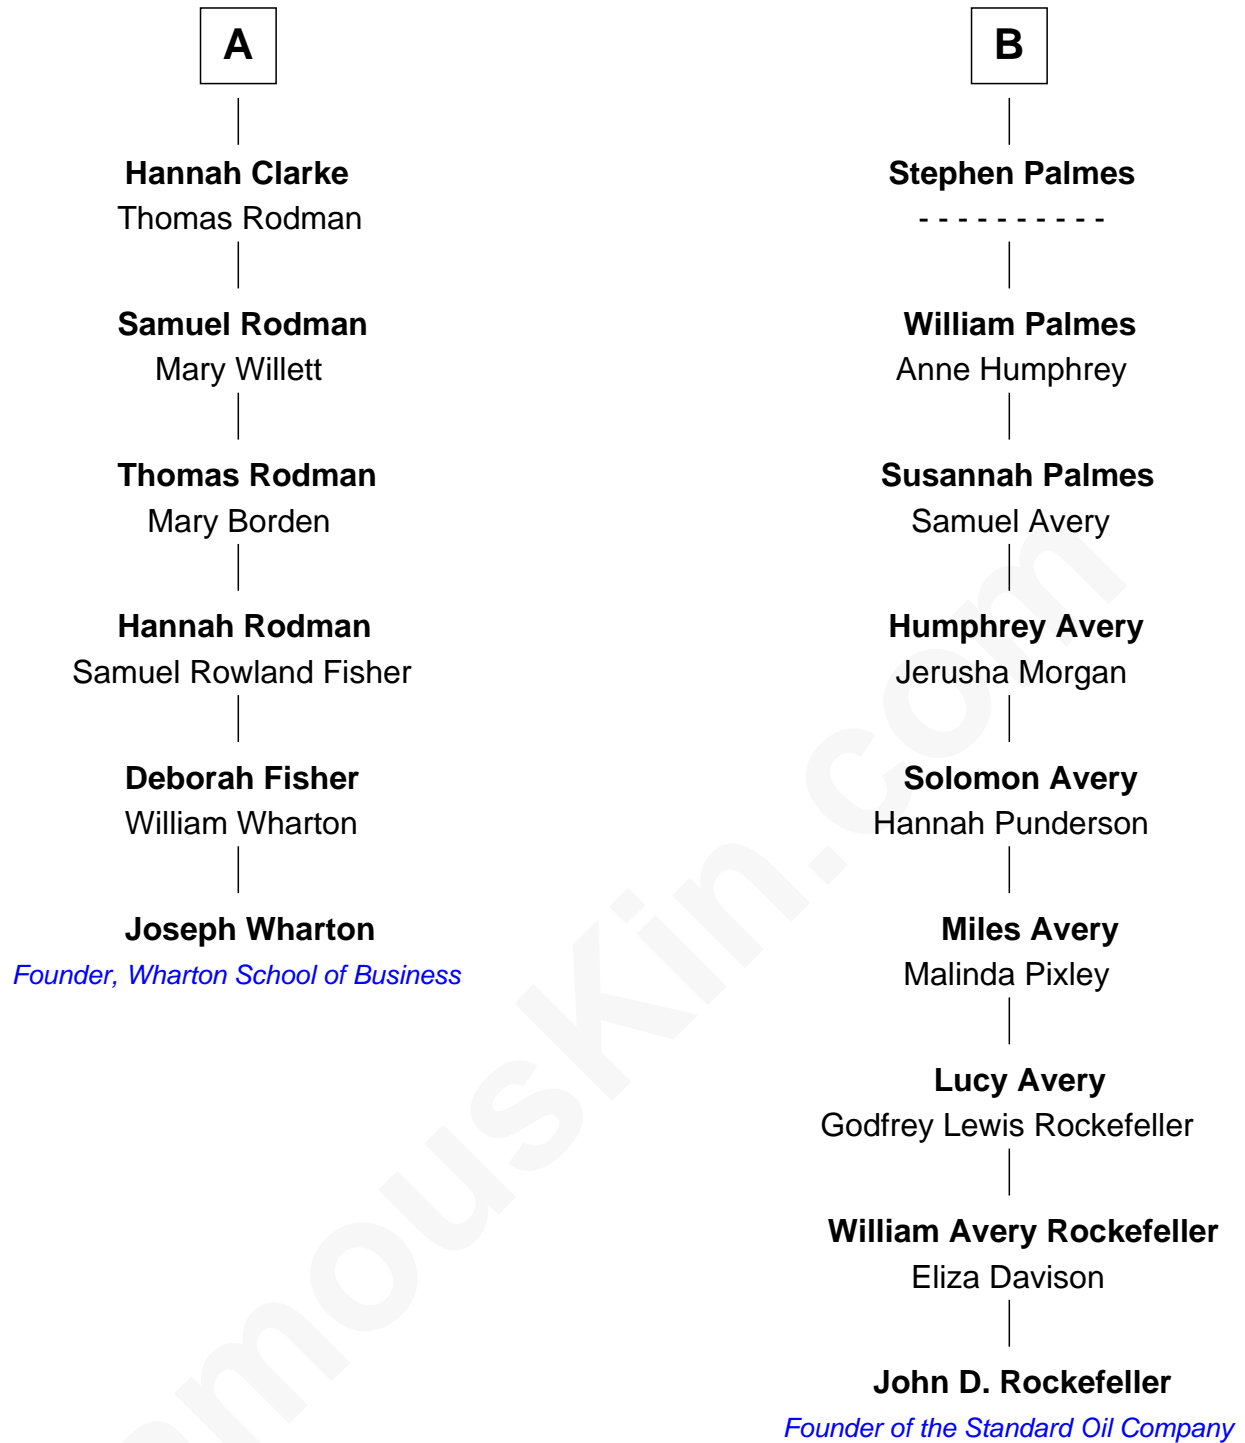 A
Hannah Clarke
Thomas Rodman
Samuel Rodman
Mary Willett
Thomas Rodman
Mary Borden
Hannah Rodman
Samuel Rowland Fisher
Deborah Fisher
William Wharton
Joseph Wharton
Founder, Wharton School of Business
B
Stephen Palmes
- - - - - - - - - -
William Palmes
Anne Humphrey
Susannah Palmes
Samuel Avery
Humphrey Avery
Jerusha Morgan
Solomon Avery
Hannah Punderson
Miles Avery
Malinda Pixley
Lucy Avery
Godfrey Lewis Rockefeller
William Avery Rockefeller
Eliza Davison
John D. Rockefeller
Founder of the Standard Oil Company
amouskin.com